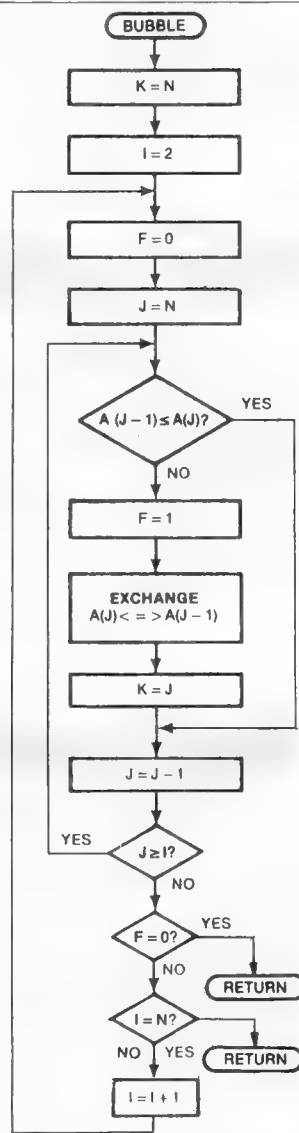 BUBBLE
K = N
I = 2
F = 0
J = N
A (J – 1) ≤ A(J)?
YES
NO
F = 1
EXCHANGE
A(J) < = > A(J – 1)
K = J
J = J – 1
YES
J ≥ I?
NO
F = 0?
YES
NO
RETURN
I = N?
NO
YES
RETURN
I = I + 1